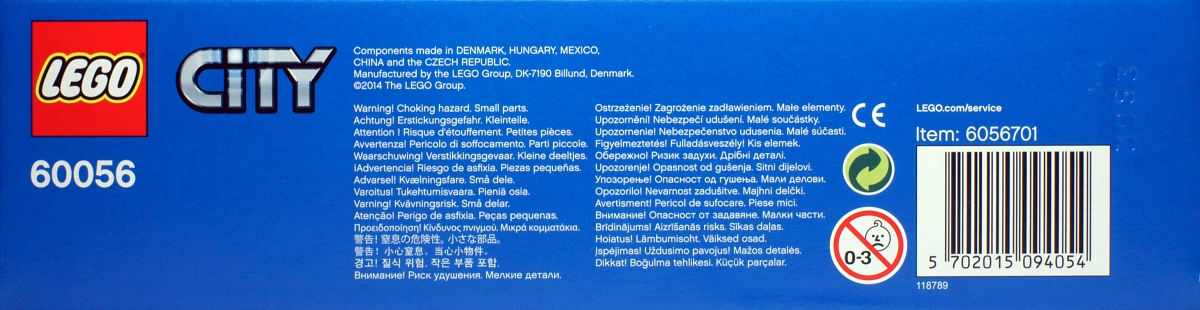 LEGO
CITY
60056
Components made in DENMARK, HUNGARY, MEXICO,
CHINA and the CZECH REPUBLIC.
Manufactured by the LEGO Group, DK-7190 Billund, Denmark.
©2014 The LEGO Group.
Warning! Choking hazard. Small parts.
Achtung! Erstickungsgefahr. Kleinteile.
Attention ! Risque d'étouffement. Petites pièces.
Avvertenza! Pericolo di soffocamento. Parti piccole.
Waarschuwing! Verstikkingsgevaar. Kleine deeltjes.
¡Advertencia! Riesgo de asfixia. Piezas pequeñas.
Advarsel! Kvælningsfare. Små dele.
Varoitus! Tukehtumisvaara. Pieniä osia.
Varning! Kvävningsrisk. Små delar.
Atenção! Perigo de asfixia. Peças pequenas.
Προειδοποίηση! Κίνδυνος πνιγμού. Μικρά κομματάκια.
警告! 窒息の危険性。小さな部品。
警告！小心窒息。当心小物件。
경고! 질식 위험. 작은 부품 포함.
Внимание! Риск удушения. Мелкие детали.
Ostrzeżenie! Zagrożenie zadławieniem. Małe elementy.
Upozornění! Nebezpečí udušení. Malé součástky.
Upozornenie! Nebezpečenstvo udusenia. Malé súčasti.
Figyelmeztetés! Fulladásveszély! Kis elemek.
Обережно! Ризик задухи. Дрібні деталі.
Upozorenje! Opasnost od gušenja. Sitni dijelovi.
Упозорење! Опасност од гушења. Мали делови.
Opozorilo! Nevarnost zadušitve. Majhni delčki.
Avertisment! Pericol de sufocare. Piese mici.
Внимание! Опасност от задавяне. Малки части.
Brīdinājums! Aizrīšanās risks. Sīkas daļas.
Hoiatus! Lämbumisoht. Väiksed osad.
Įspėjimas! Uždusimo pavojus! Mažos detalės.
Dikkat! Boğulma tehlikesi. Küçük parçalar.
CE
0-3
LEGO.com/service
Item: 6056701
5 702015 094054
118789